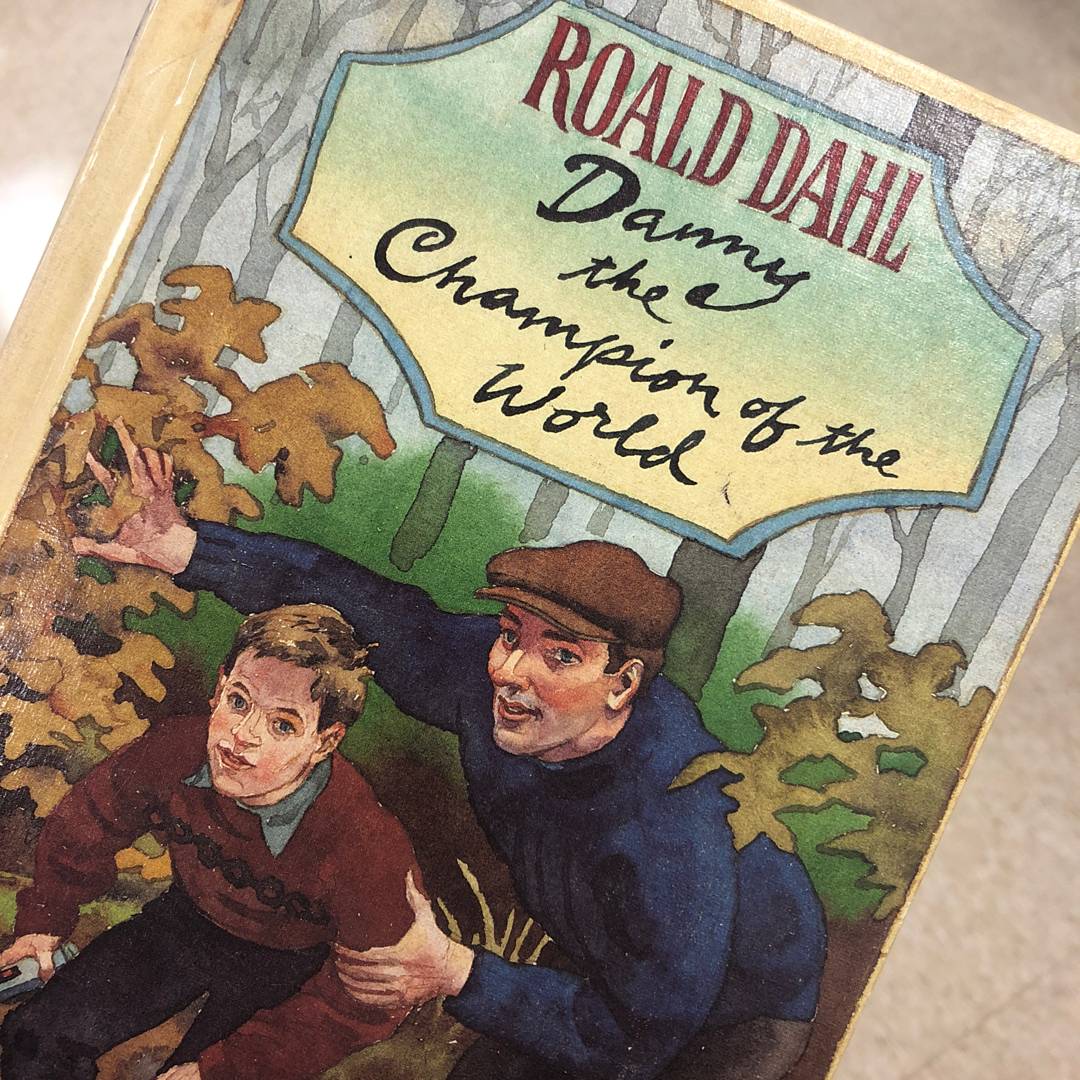 ROALD DAHL
Danny
the
Champion of the
World